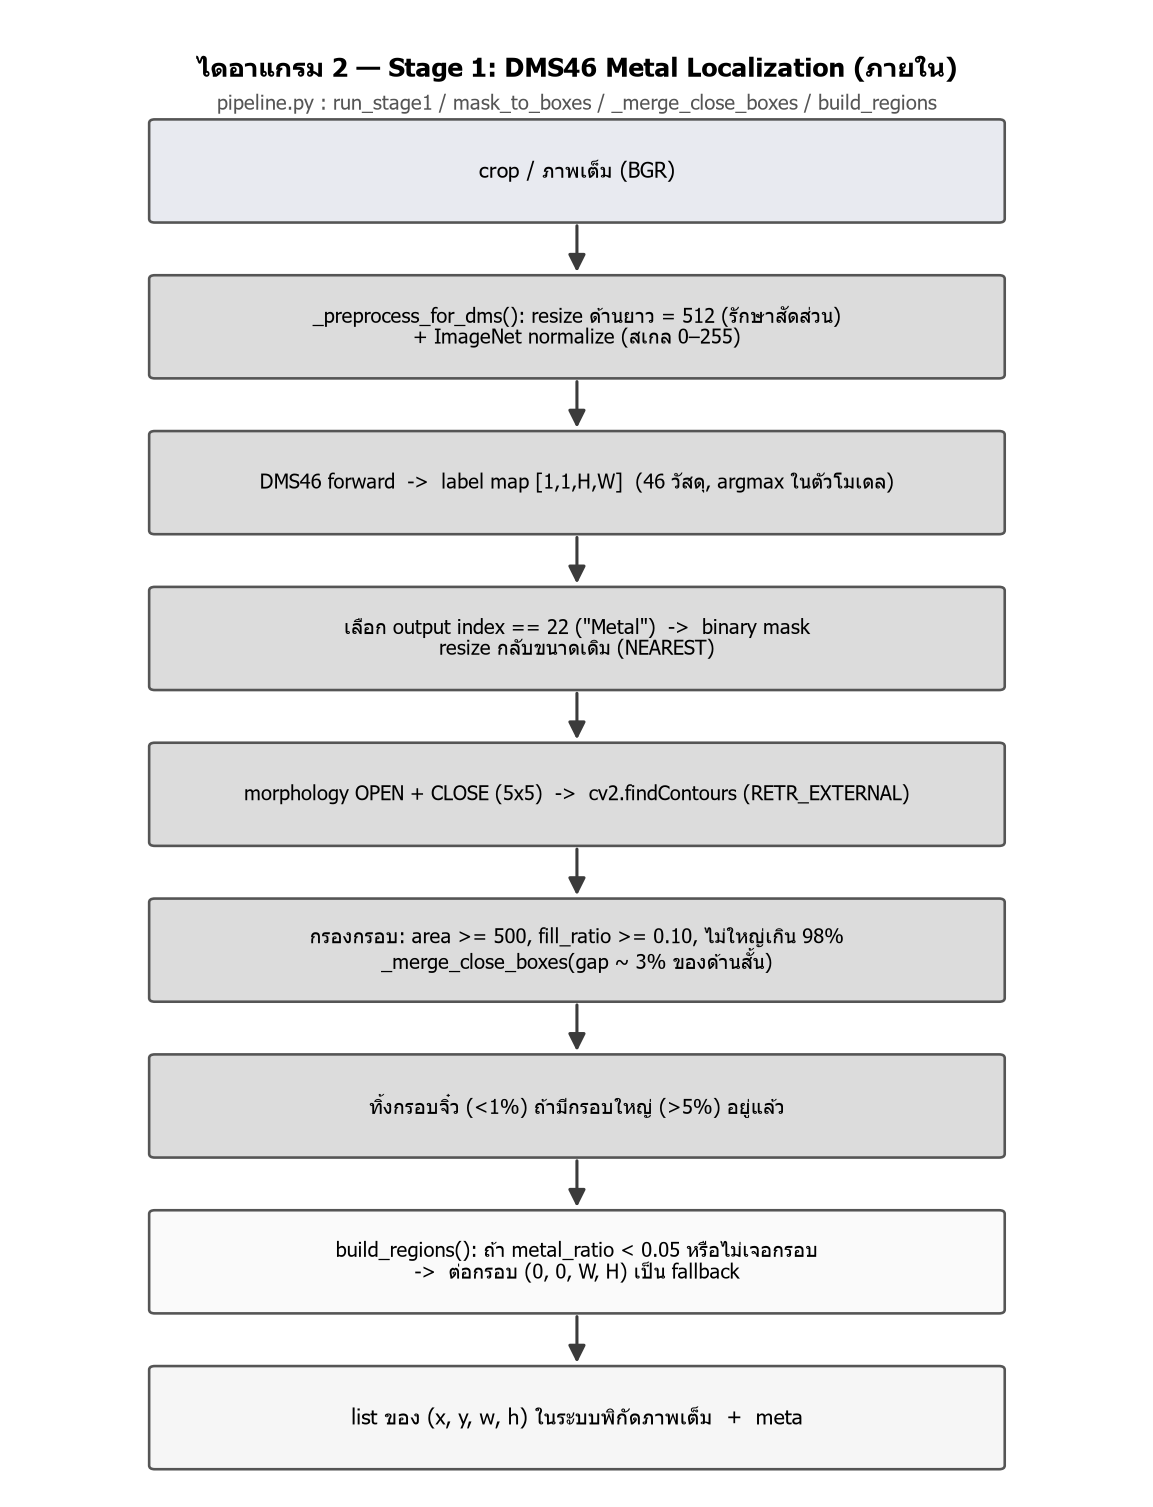 ไดอาแกรม 2 — Stage 1: DMS46 Metal Localization (ภายใน)
pipeline.py : run_stage1 / mask_to_boxes / _merge_close_boxes / build_regions
crop / ภาพเต็ม (BGR)
_preprocess_for_dms(): resize ด้านยาว = 512 (รักษาสัดส่วน)
+ ImageNet normalize (สเกล 0–255)
DMS46 forward -> label map [1,1,H,W] (46 วัสดุ, argmax ในตัวโมเดล)
เลือก output index == 22 ("Metal") -> binary mask
resize กลับขนาดเดิม (NEAREST)
morphology OPEN + CLOSE (5x5) -> cv2.findContours (RETR_EXTERNAL)
กรองกรอบ: area >= 500, fill_ratio >= 0.10, ไม่ใหญ่เกิน 98%
_merge_close_boxes(gap ~ 3% ของด้านสั้น)
ทิ้งกรอบจิ๋ว (<1%) ถ้ามีกรอบใหญ่ (>5%) อยู่แล้ว
build_regions(): ถ้า metal_ratio < 0.05 หรือไม่เจอกรอบ
-> ต่อกรอบ (0, 0, W, H) เป็น fallback
list ของ (x, y, w, h) ในระบบพิกัดภาพเต็ม + meta